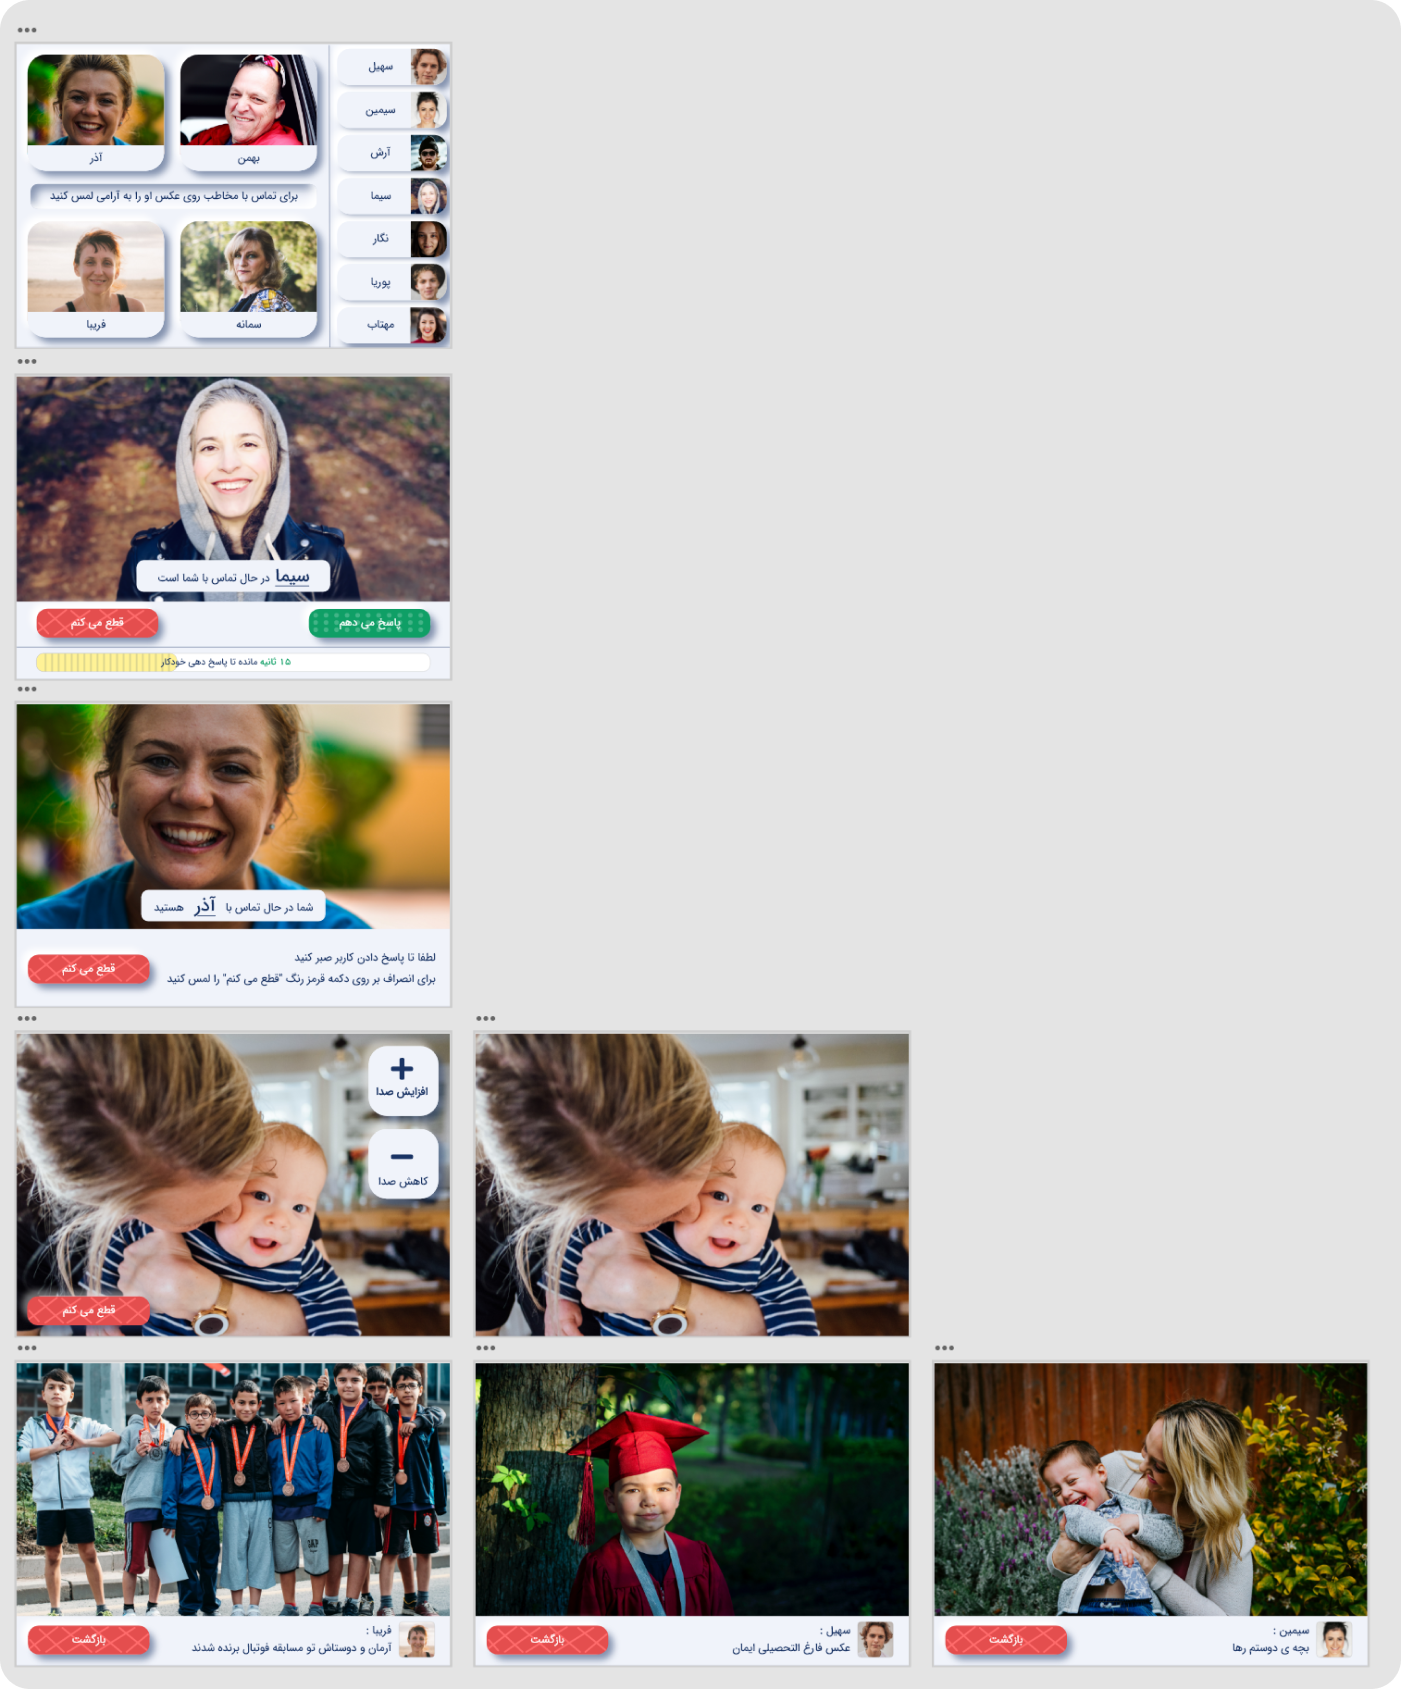 سهیل
سیمین
آرش
سیما
نگار
پوریا
مهتاب
بهمن
آذر
برای تماس با مخاطب روی عکس او را به آرامی لمس کنید
سمانه
فریبا
سیما در حال تماس با شما است
پاسخ می دهم
قطع می کنم
۱۵ ثانیه مانده تا پاسخ دهی خودکار
شما در حال تماس با آذر هستید
لطفا تا پاسخ دادن کاربر صبر کنید
برای انصراف بر روی دکمه قرمز رنگ "قطع می کنم" را لمس کنید
قطع می کنم
افزایش صدا
کاهش صدا
قطع می کنم
فریبا :
آرمان و دوستاش تو مسابقه فوتبال برنده شدند
بازگشت
سهیل :
عکس فارغ التحصیلی ایمان
بازگشت
سیمین :
بچه ی دوستم رها
بازگشت